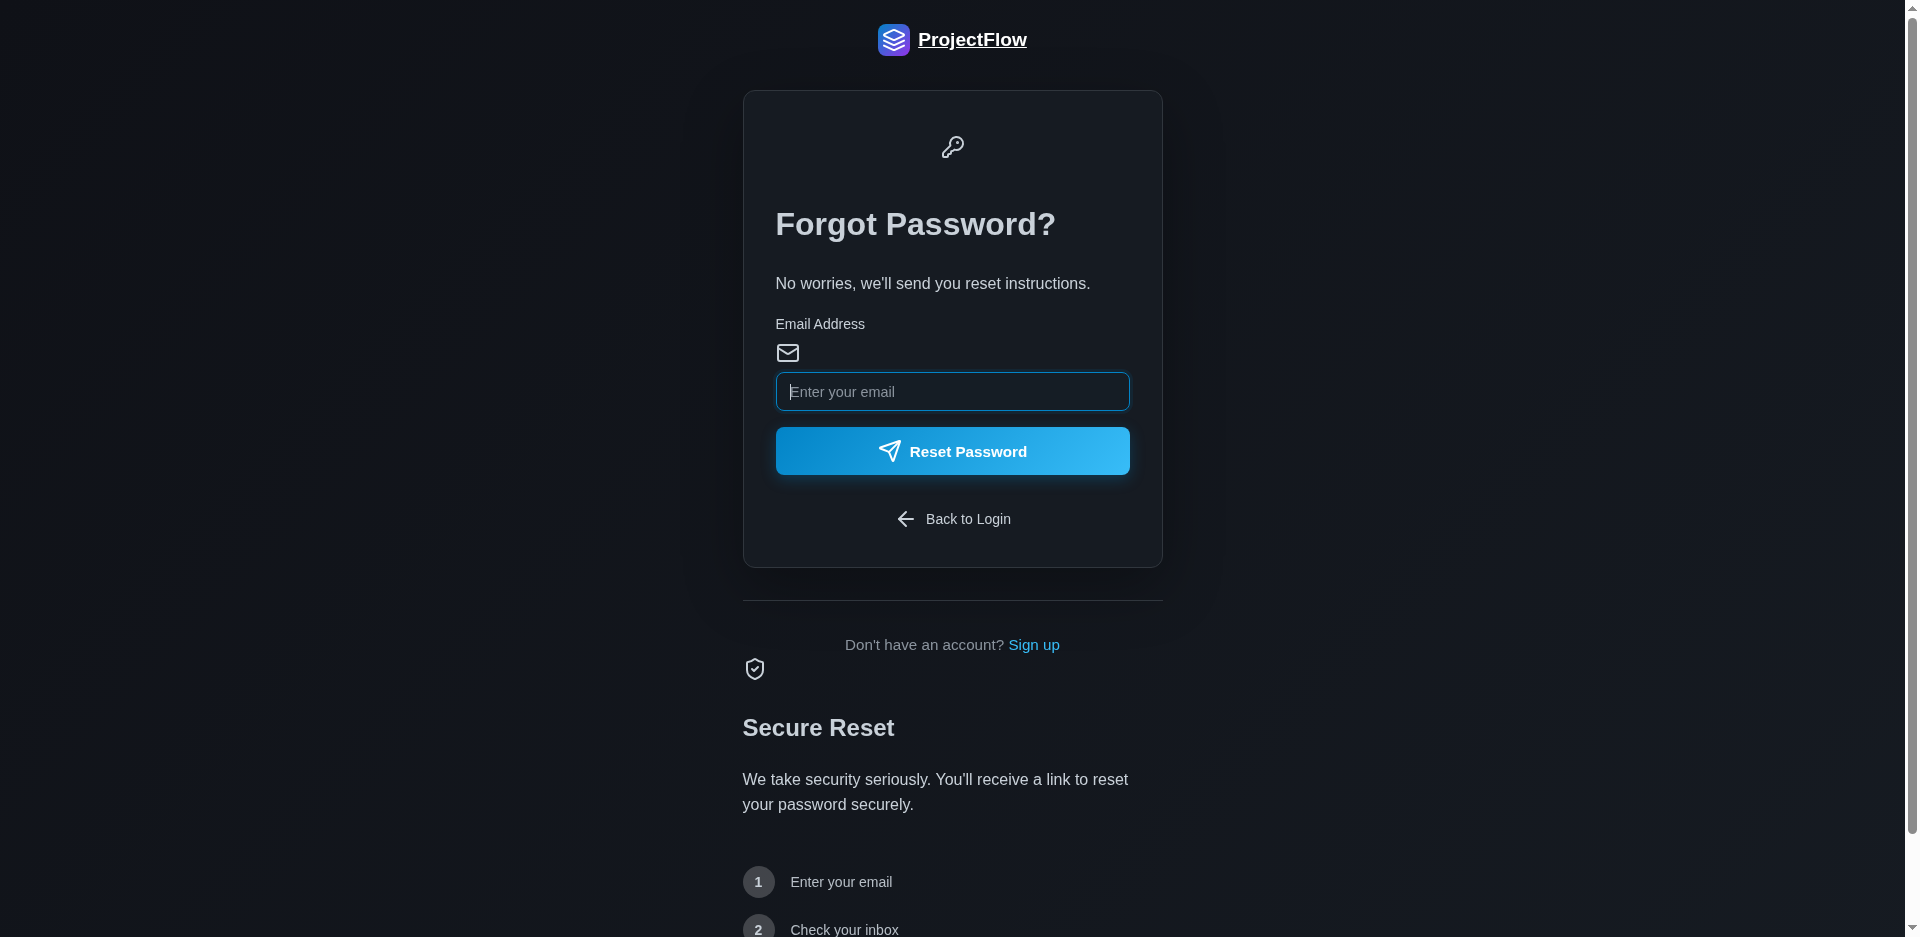 ProjectFlow
Forgot Password?
No worries, we'll send you reset instructions.
Email Address
Enter your email
Reset Password
Back to Login
Don't have an account? Sign up
Secure Reset
We take security seriously. You'll receive a link to reset
your password securely.
1 Enter your email
2 Check your inbox